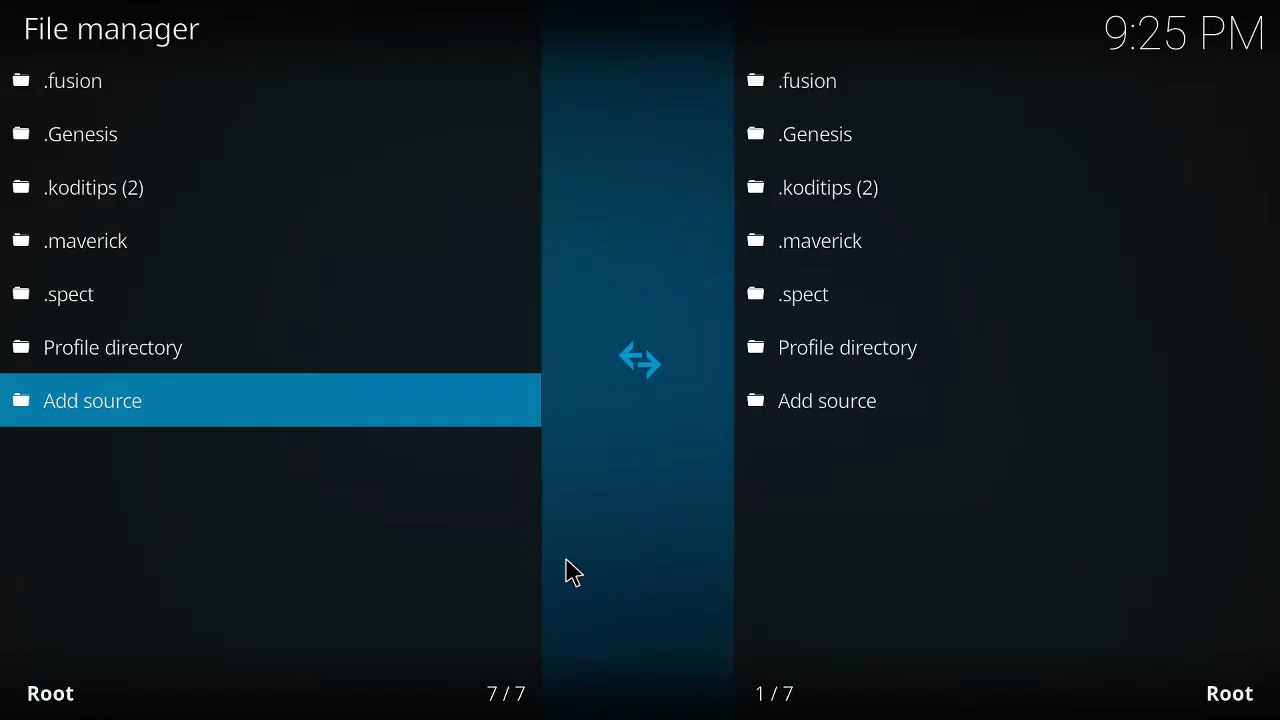 File manager
9:25 PM
.fusion
.Genesis
.koditips (2)
.maverick
.spect
Profile directory
Add source
.fusion
.Genesis
.koditips (2)
.maverick
.spect
Profile directory
Add source
Root
7 / 7
1 / 7
Root